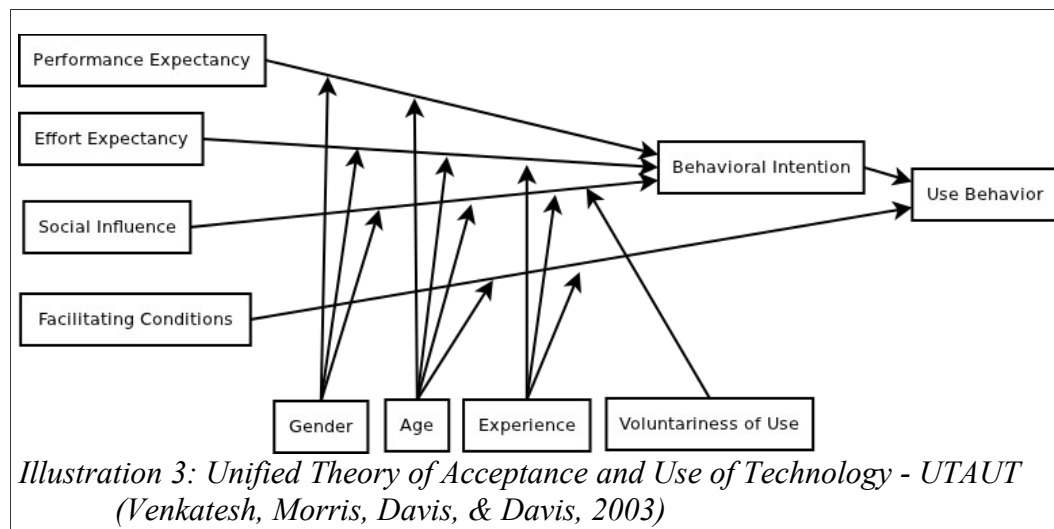 Performance Expectancy
Effort Expectancy
Behavioral Intention
Use Behavior
Social Influence
Facilitating Conditions
Gender
Age
Experience
Voluntariness of Use
Illustration 3: Unified Theory of Acceptance and Use of Technology - UTAUT
(Venkatesh, Morris, Davis, & Davis, 2003)